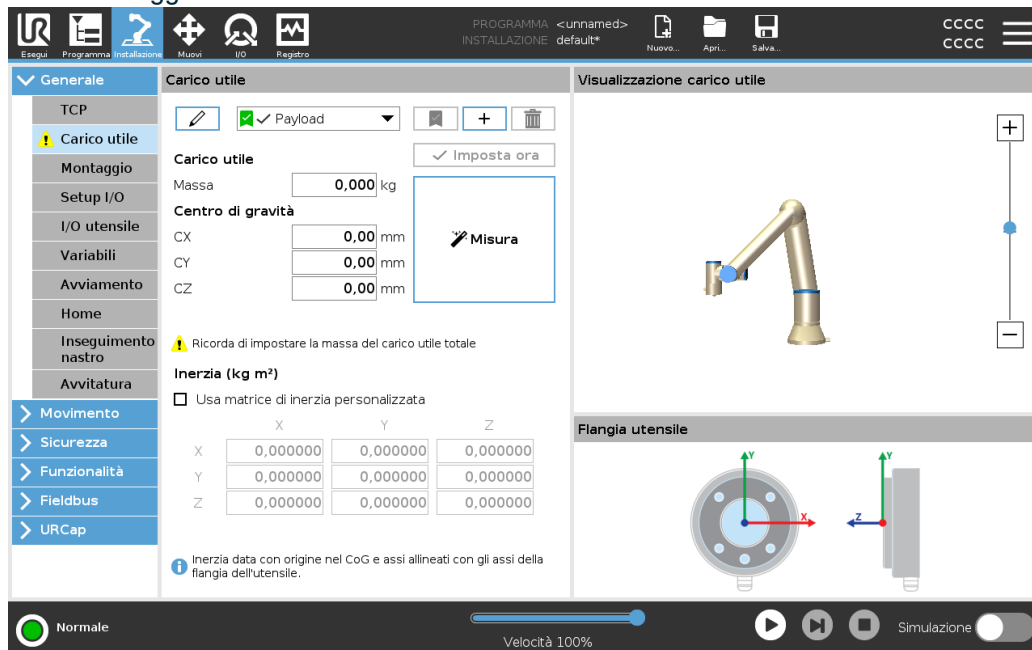 PROGRAMMA <unnamed>
INSTALLAZIONE default*
CCCC
CCCC
Esegui
Programma
Installazione
Muovi
I/O
Registro
Nuovo...
Apri...
Salva...
Generale
TCP
Carico utile
Montaggio
Setup I/O
I/O utensile
Variabili
Avviamento
Home
Inseguimento
nastro
Avvitatura
Movimento
Sicurezza
Funzionalità
Fieldbus
URCap
Carico utile
Payload
Imposta ora
Carico utile
Massa 0,000 kg
Centro di gravità
CX 0,00 mm
CY 0,00 mm
CZ 0,00 mm
Misura
Ricorda di impostare la massa del carico utile totale
Inerzia (kg m²)
Usa matrice di inerzia personalizzata
X Y Z
X 0,000000 0,000000 0,000000
Y 0,000000 0,000000 0,000000
Z 0,000000 0,000000 0,000000
Inerzia data con origine nel CoG e assi allineati con gli assi della
flangia dell'utensile.
Visualizzazione carico utile
Flangia utensile
Y
X
Y
Z
Normale
Velocità 100%
Simulazione